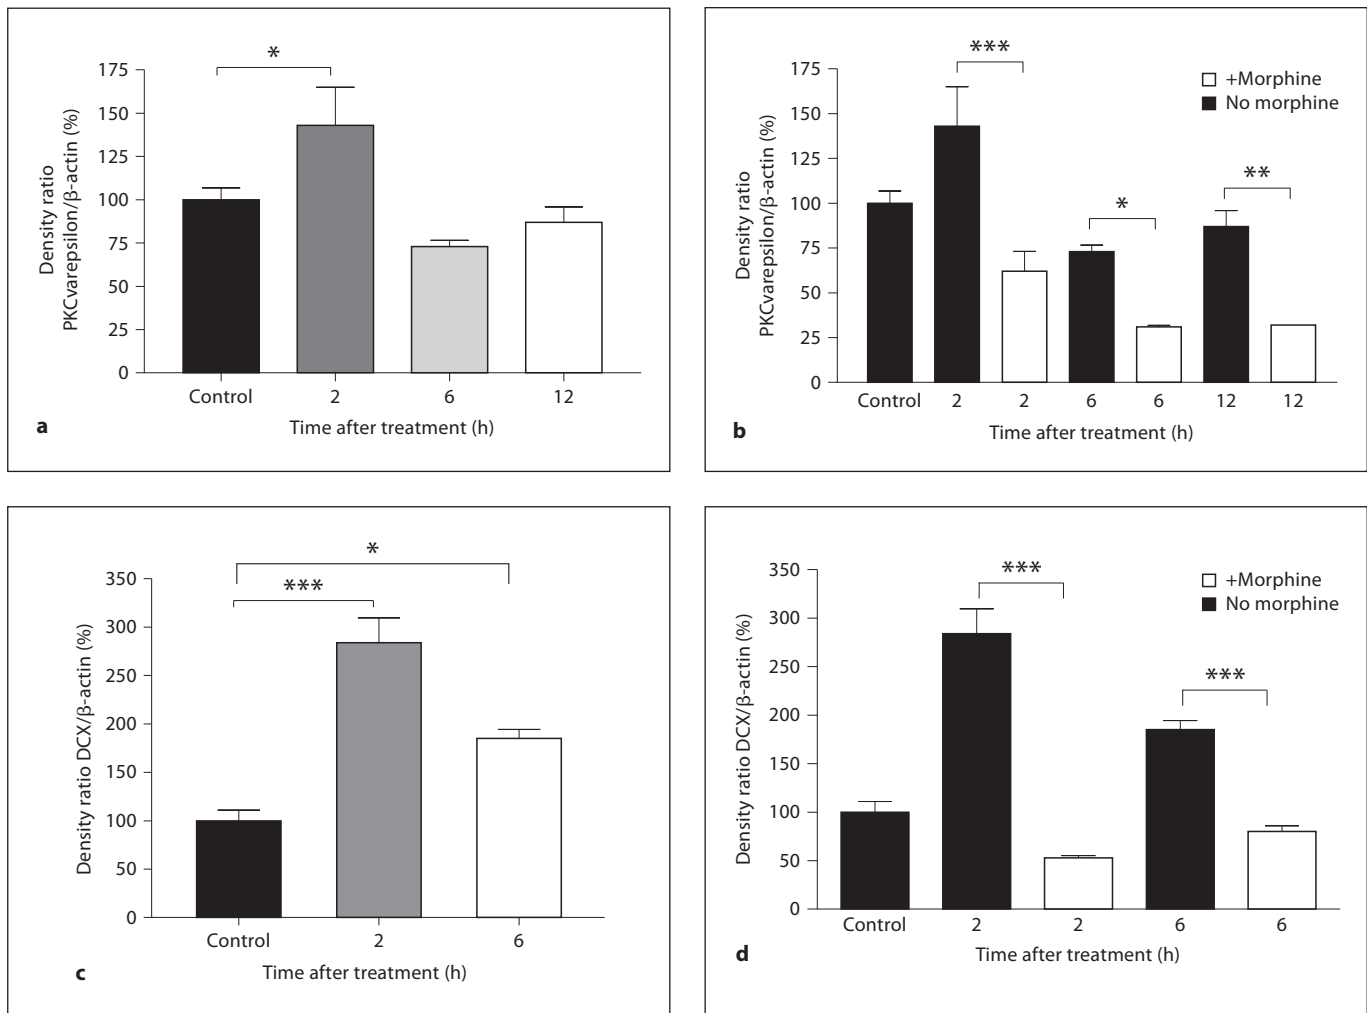 *
175
150
125
100
75
50
25
0
Density ratio
PKCvarepsilon/β-actin (%)
Control 2 6 12
Time after treatment (h)
a
***
*
**
+Morphine
No morphine
175
150
125
100
75
50
25
0
Density ratio
PKCvarepsilon/β-actin (%)
Control 2 2 6 6 12 12
Time after treatment (h)
b
*
***
350
300
250
200
150
100
50
0
Density ratio DCX/β-actin (%)
Control 2 6
Time after treatment (h)
c
***
***
+Morphine
No morphine
350
300
250
200
150
100
50
0
Density ratio DCX/β-actin (%)
Control 2 2 6 6
Time after treatment (h)
d